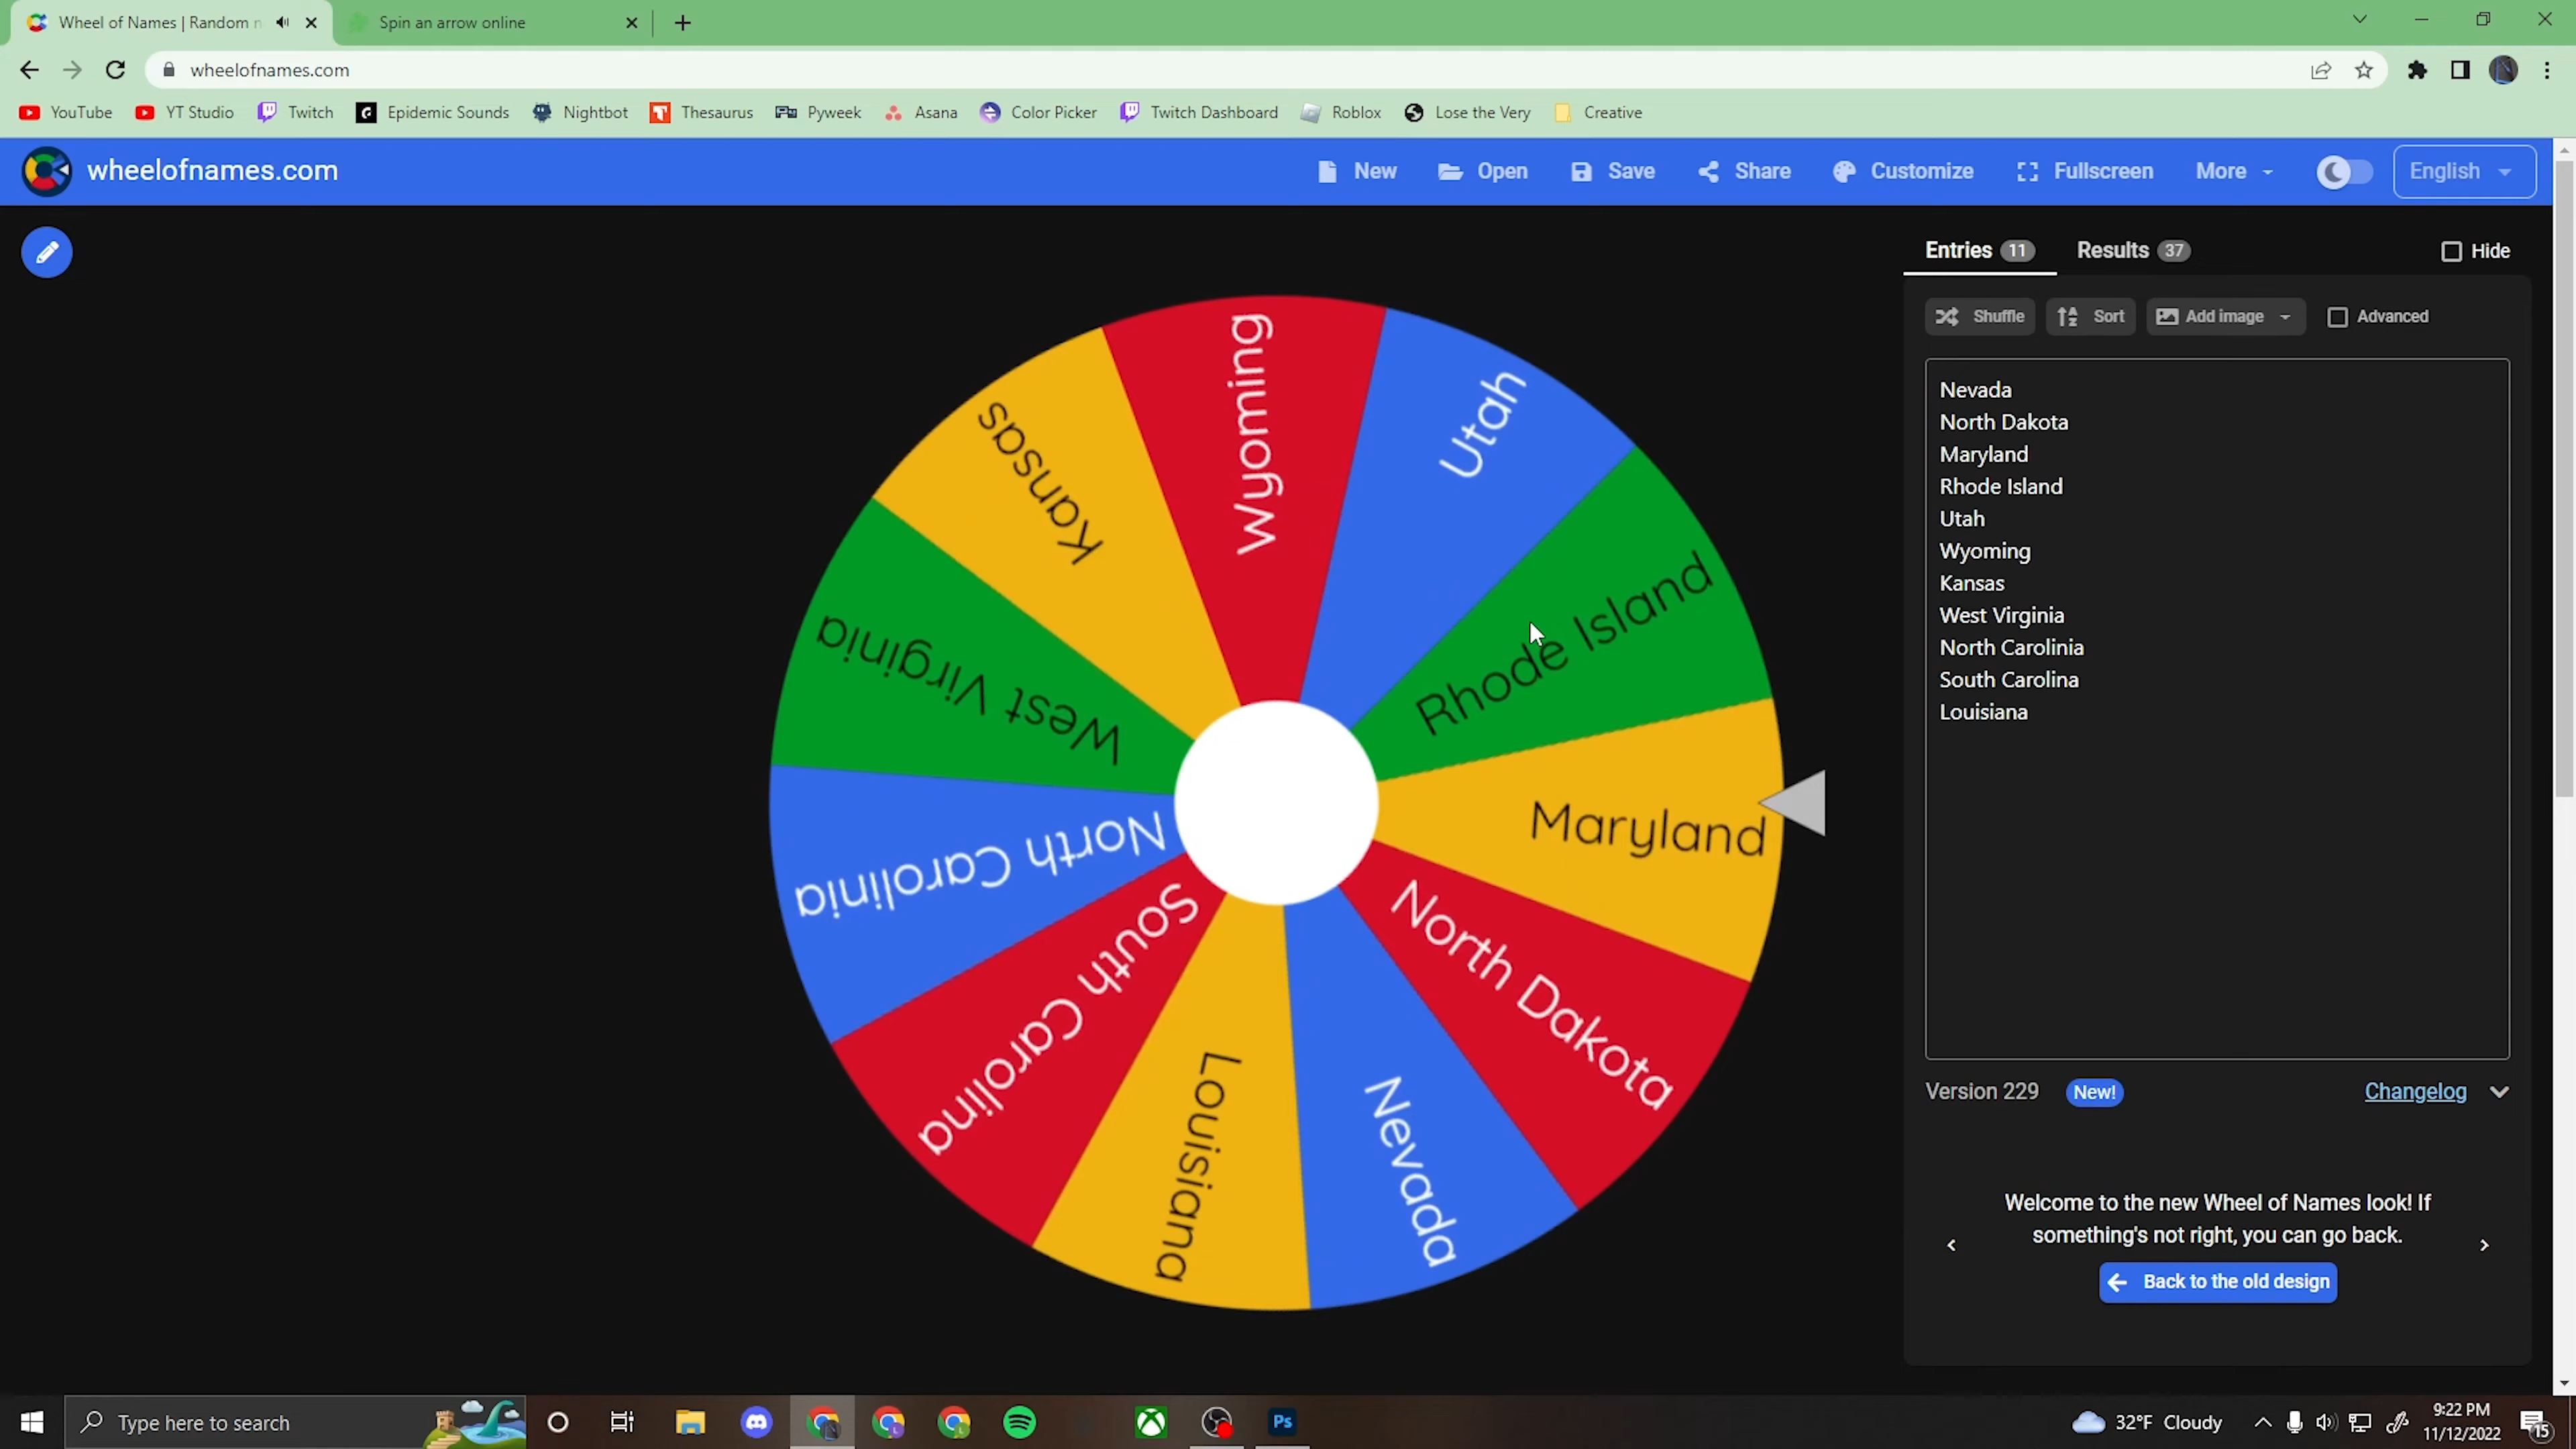 Wheel of Names | Random n
Spin an arrow online
wheelofnames.com
YouTube YT Studio Twitch Epidemic Sounds Nightbot Thesaurus Pyweek Asana Color Picker Twitch Dashboard Roblox Lose the Very Creative
wheelofnames.com New Open Save Share Customize Fullscreen More English
Entries 11 Results 37 Hide
Shuffle Sort Add image Advanced
Nevada
North Dakota
Maryland
Rhode Island
Utah
Wyoming
Kansas
West Virginia
North Carolinia
South Carolina
Louisiana
Wyoming
Utah
Rhode Island
Maryland
North Dakota
Nevada
Louisiana
South Carolina
North Carolinia
West Virginia
Kansas
Version 229 New! Changelog
Welcome to the new Wheel of Names look! If
something's not right, you can go back.
Back to the old design
Type here to search
Ps
32°F Cloudy
9:22 PM
11/12/2022
15